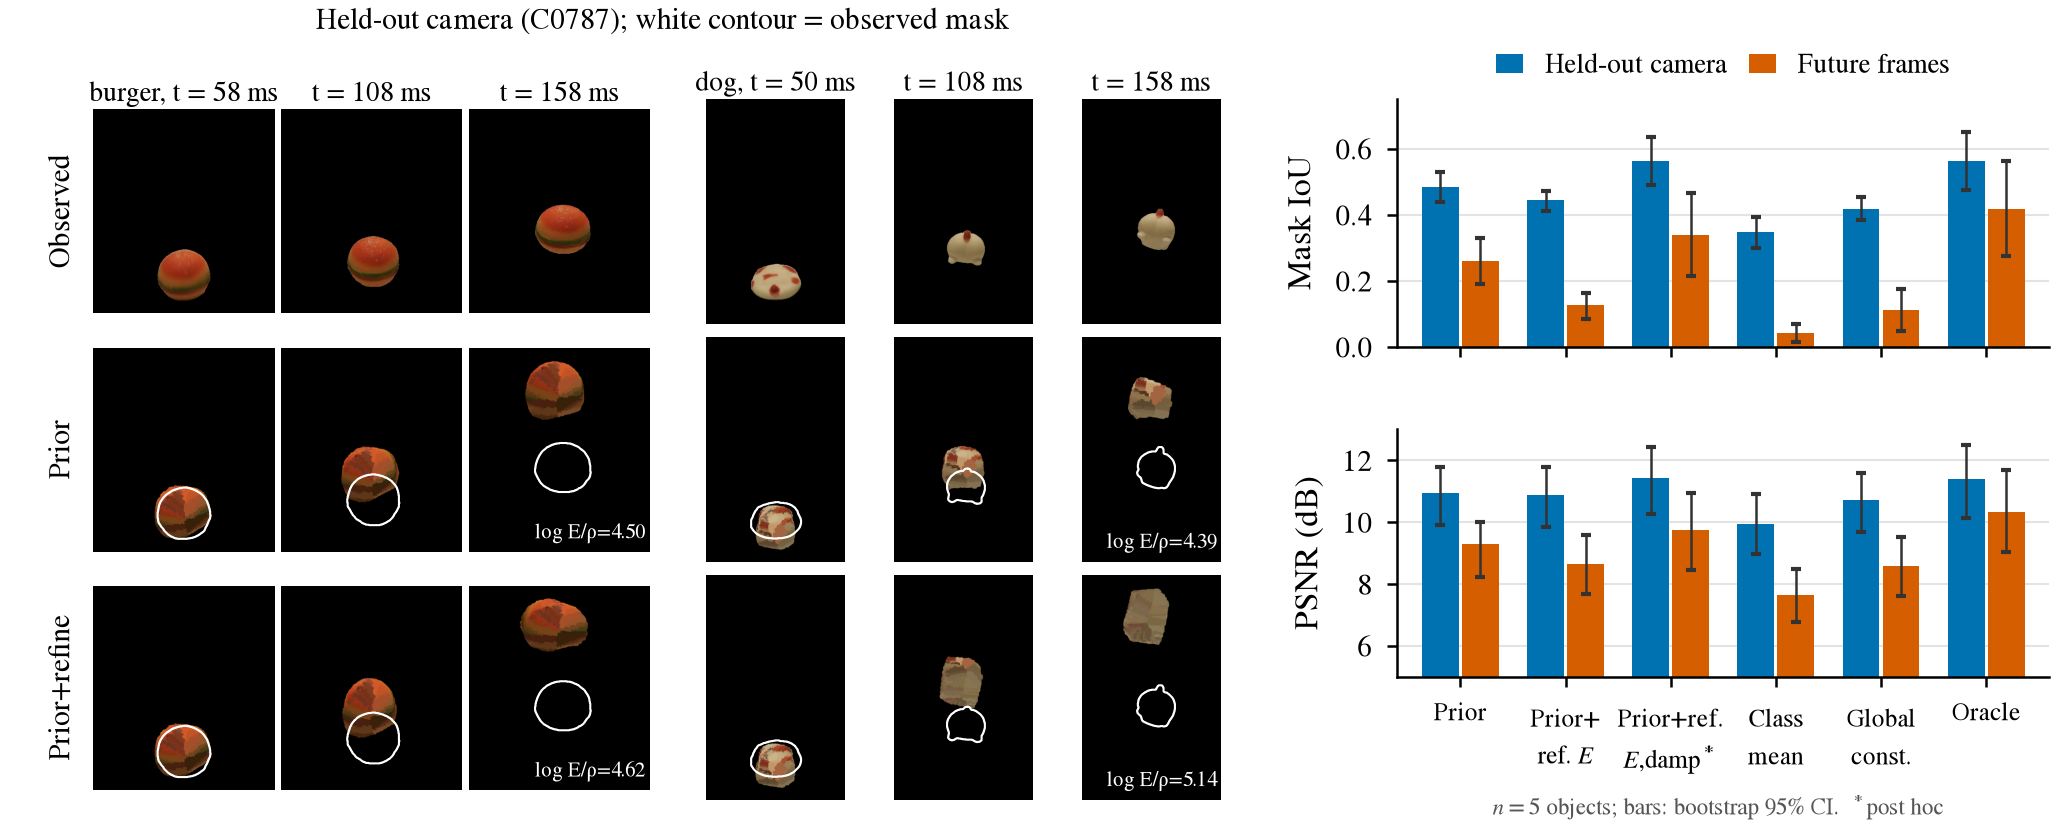 Held-out camera (C0787); white contour = observed mask
burger, t = 58 ms
t = 108 ms
t = 158 ms
dog, t = 50 ms
t = 108 ms
t = 158 ms
Observed
Prior
log E/ρ=4.50
log E/ρ=4.39
Prior+refine
log E/ρ=4.62
log E/ρ=5.14
Held-out camera
Future frames
Mask IoU
0.6
0.4
0.2
0.0
PSNR (dB)
12
10
8
6
Prior
Prior+
ref. E
Prior+ref.
E,damp*
Class
mean
Global
const.
Oracle
n = 5 objects; bars: bootstrap 95% CI. *post hoc